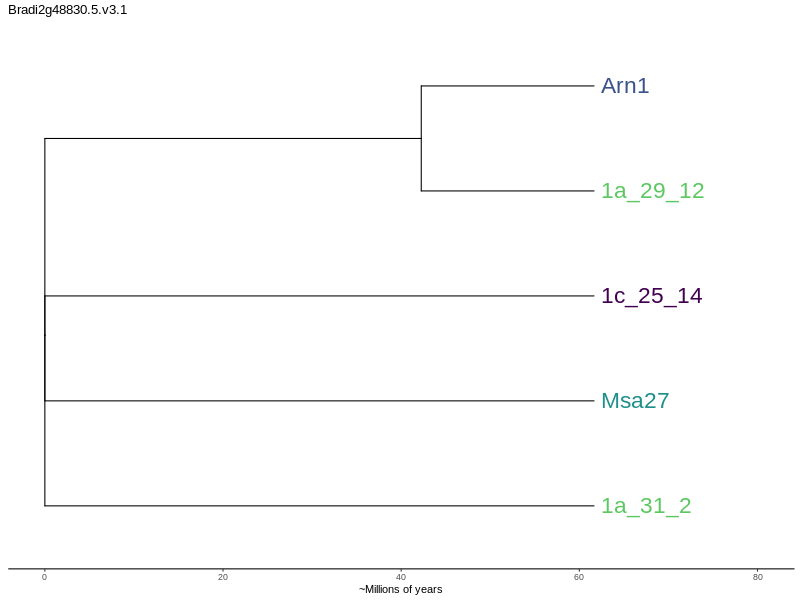 Bradi2g48830.5.v3.1
Arn1
1a_29_12
1c_25_14
Msa27
1a_31_2
0 20 40 60 80
~Millions of years